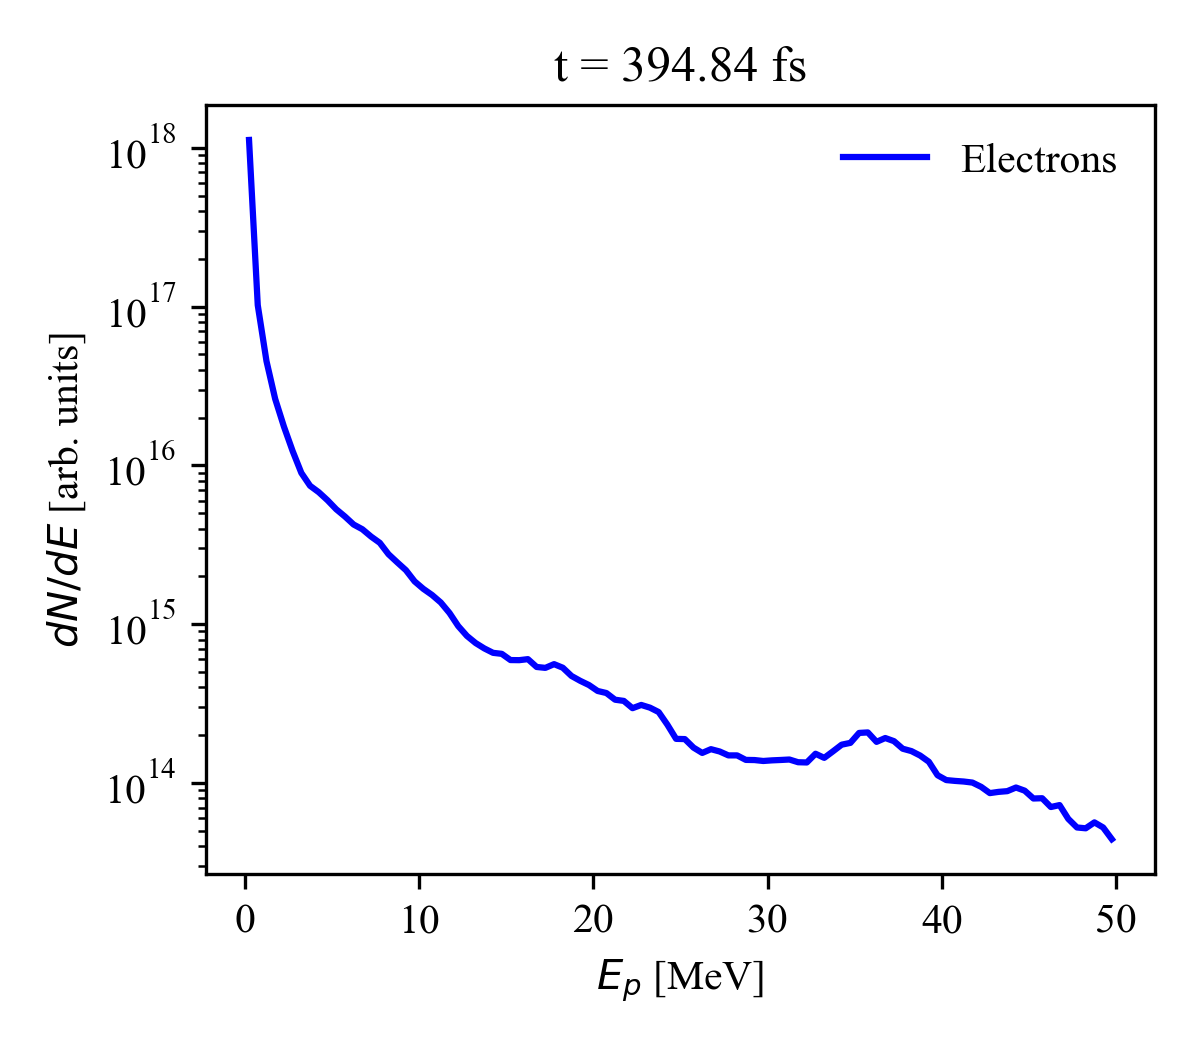 t = 394.84 fs
Electrons
10^18
10^17
10^16
10^15
10^14
dN/dE [arb. units]
0 10 20 30 40 50
E_p [MeV]